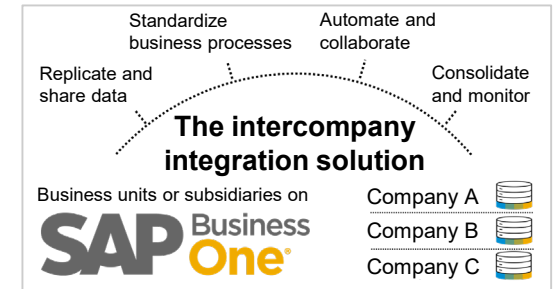 Standardize
business processes
Automate and
collaborate
Replicate and
share data
Consolidate
and monitor
The intercompany
integration solution
Business units or subsidiaries on
SAP Business
One®
Company A
Company B
Company C